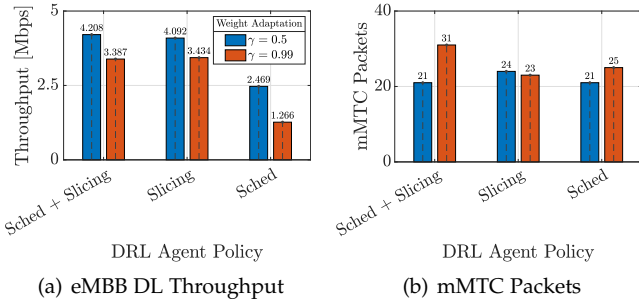 Throughput [Mbps]
5
2.5
0
4.208
3.387
4.092
3.434
2.469
1.266
Weight Adaptation
γ = 0.5
γ = 0.99
Sched + Slicing
Slicing
Sched
DRL Agent Policy
(a) eMBB DL Throughput
mMTC Packets
40
20
0
21
31
24
23
21
25
Sched + Slicing
Slicing
Sched
DRL Agent Policy
(b) mMTC Packets